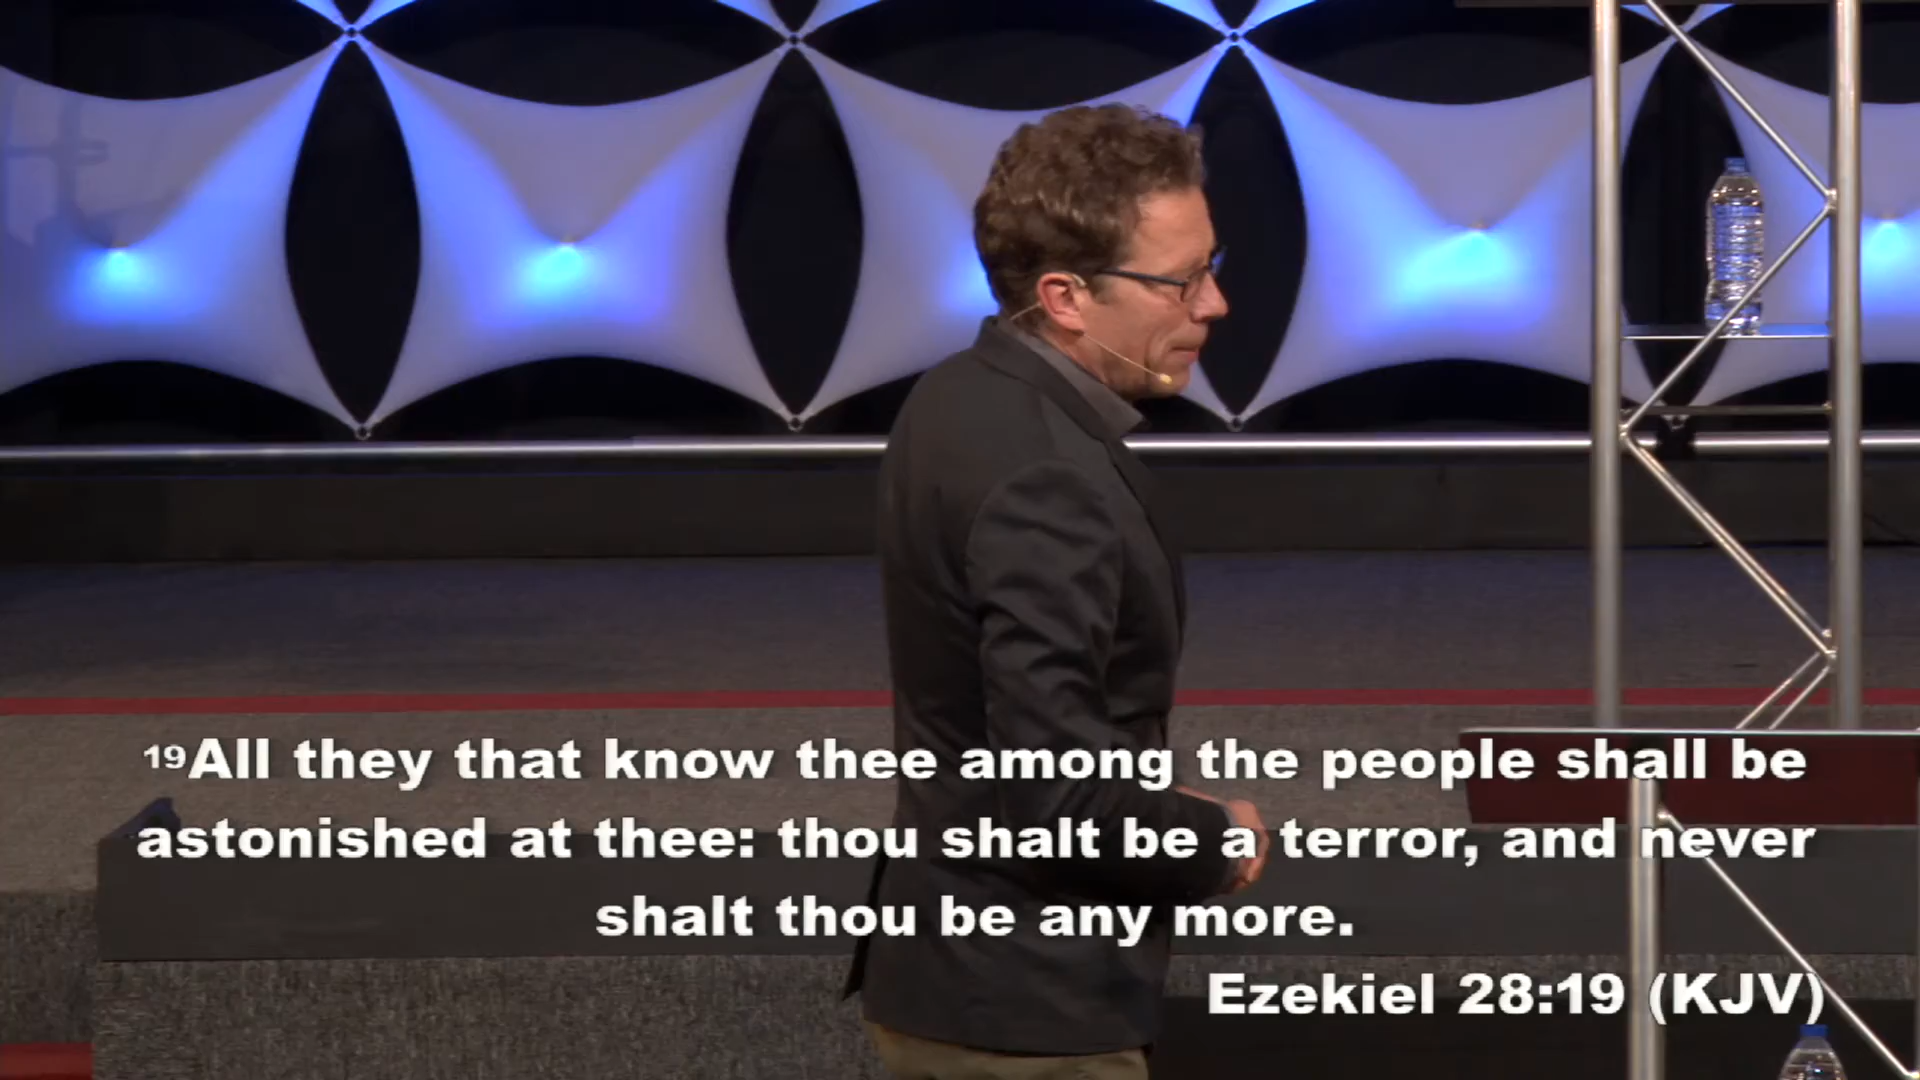 19All they that know thee among the people shall be
astonished at thee: thou shalt be a terror, and never
shalt thou be any more.
Ezekiel 28:19 (KJV)